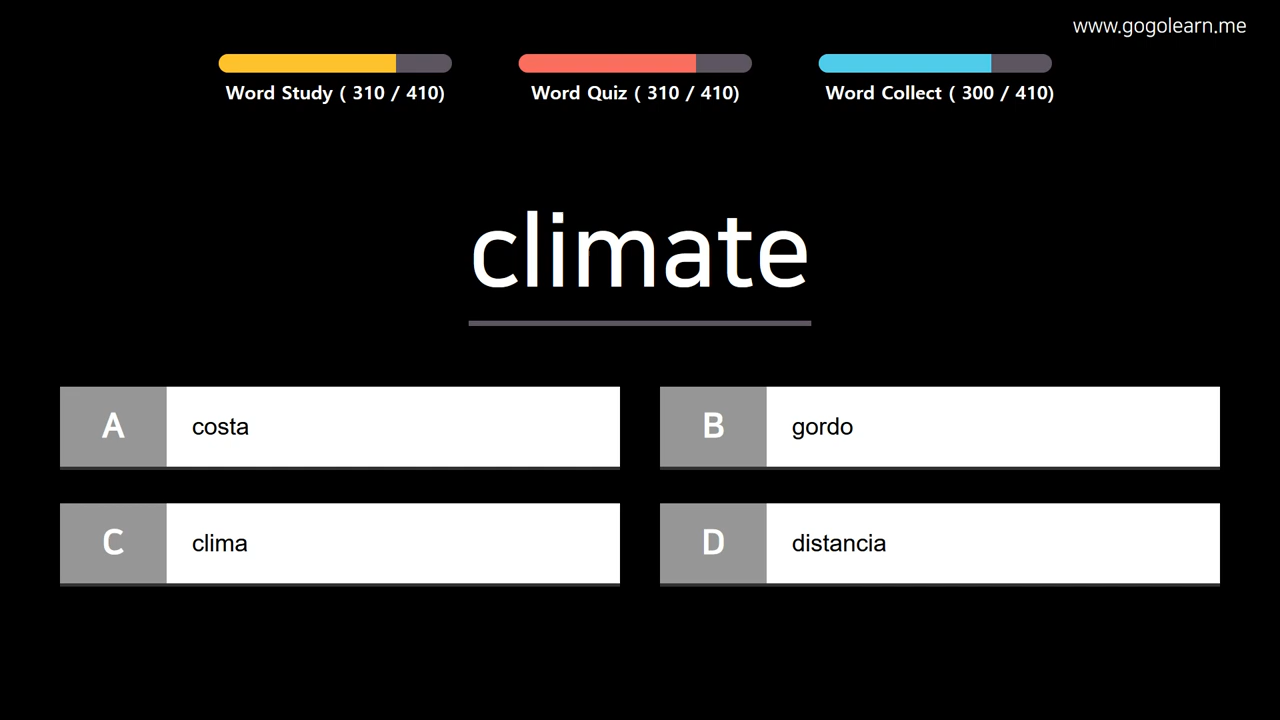 www.gogolearn.me
Word Study ( 310 / 410)
Word Quiz ( 310 / 410)
Word Collect ( 300 / 410)
climate
A costa
B gordo
C clima
D distancia